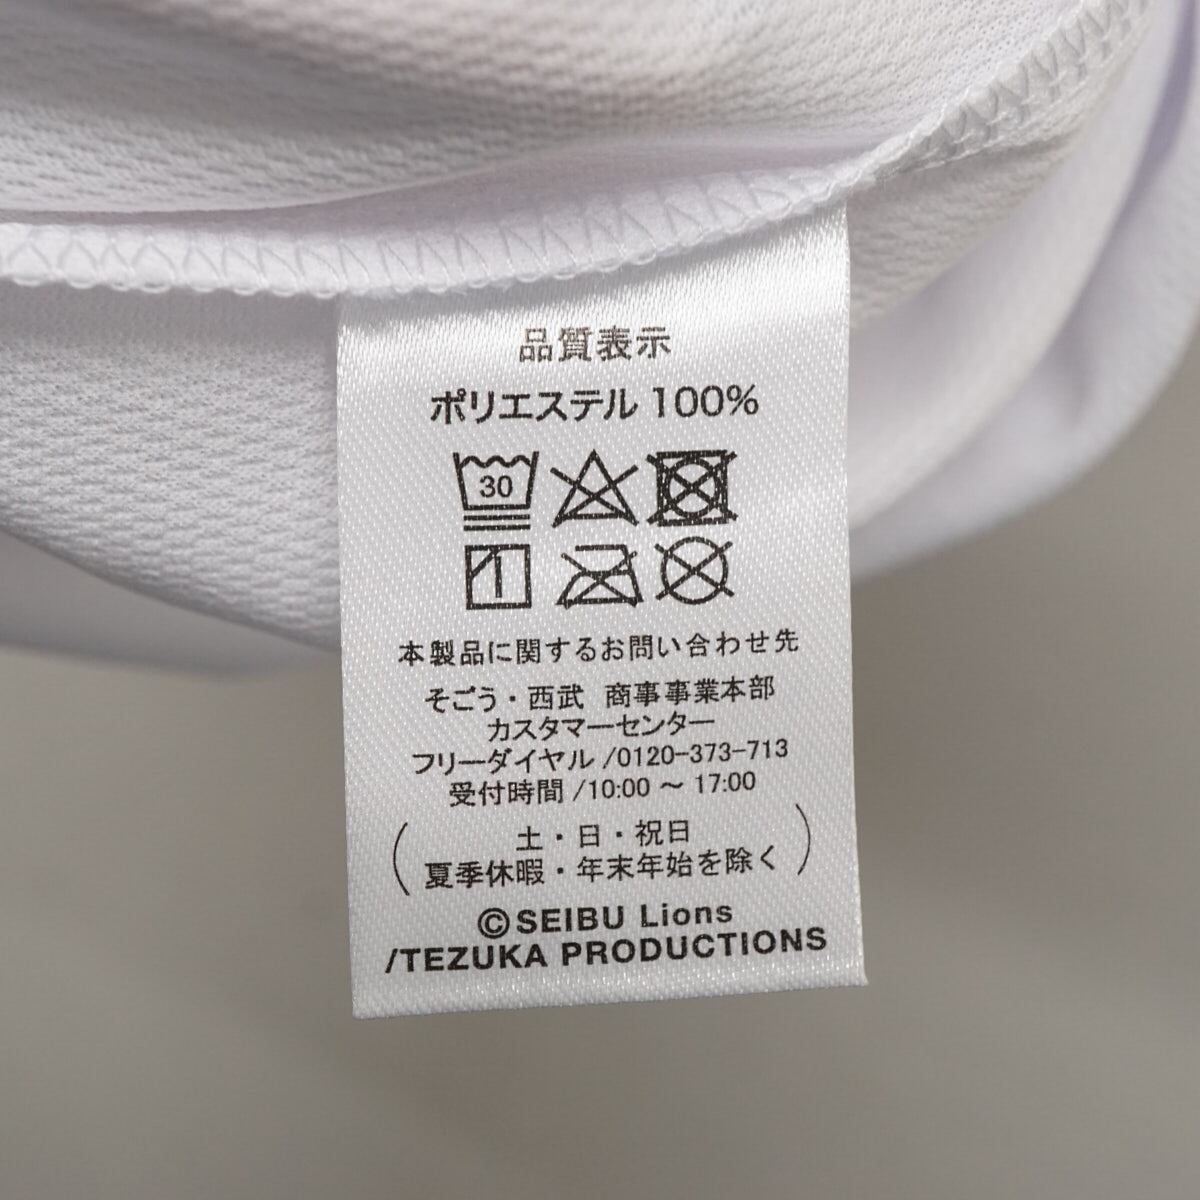 品質表示
ポリエステル 100%
30
本製品に関するお問い合わせ先
そごう・西武 商事事業本部
カスタマーセンター
フリーダイヤル /0120-373-713
受付時間 /10:00 ～ 17:00
(土・日・祝日
夏季休暇・年末年始を除く)
©SEIBU Lions
/TEZUKA PRODUCTIONS